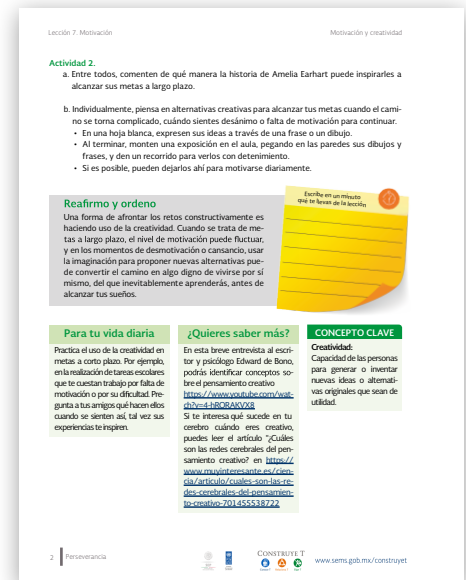 Lección 7. Motivación
Motivación y creatividad
Actividad 2.
a. Entre todos, comenten de qué manera la historia de Amelia Earhart puede inspirarles a
alcanzar sus metas a largo plazo.
b. Individualmente, piensa en alternativas creativas para alcanzar tus metas cuando el cami-
no se torna complicado, cuando sientes desánimo o falta de motivación para continuar.
• En una hoja blanca, expresen sus ideas a través de una frase o un dibujo.
• Al terminar, monten una exposición en el aula, pegando en las paredes sus dibujos y
frases, y den un recorrido para verlos con detenimiento.
• Si es posible, pueden dejarlos ahí para motivarse diariamente.
Reafirmo y ordeno
Una forma de afrontar los retos constructivamente es
haciendo uso de la creatividad. Cuando se trata de me-
tas a largo plazo, el nivel de motivación puede fluctuar,
y en los momentos de desmotivación o cansancio, usar
la imaginación para proponer nuevas alternativas pue-
de convertir el camino en algo digno de vivirse por sí
mismo, del que inevitablemente aprenderás, antes de
alcanzar tus sueños.
Escribe en un minuto
qué te llevas de la lección
Para tu vida diaria
Practica el uso de la creatividad en
metas a corto plazo. Por ejemplo,
en la realización de tareas escolares
que te cuestan trabajo por falta de
motivación o por su dificultad. Pre-
gunta a tus amigos qué hacen ellos
cuando se sienten así, tal vez sus
experiencias te inspiren.
¿Quieres saber más?
En esta breve entrevista al escri-
tor y psicólogo Edward de Bono,
podrás identificar conceptos so-
bre el pensamiento creativo
https://www.youtube.com/wat-
ch?v=4-hRORAKVX8
Si te interesa qué sucede en tu
cerebro cuándo eres creativo,
puedes leer el artículo "¿Cuáles
son las redes cerebrales del pen-
samiento creativo? en https://
www.muyinteresante.es/cien-
cia/articulo/cuales-son-las-re-
des-cerebrales-del-pensamien-
to-creativo-701455538722
CONCEPTO CLAVE
Creatividad:
Capacidad de las personas
para generar o inventar
nuevas ideas o alternati-
vas originales que sean de
utilidad.
2
Perseverancia
CONSTRUYE T
www.sems.gob.mx/construyet